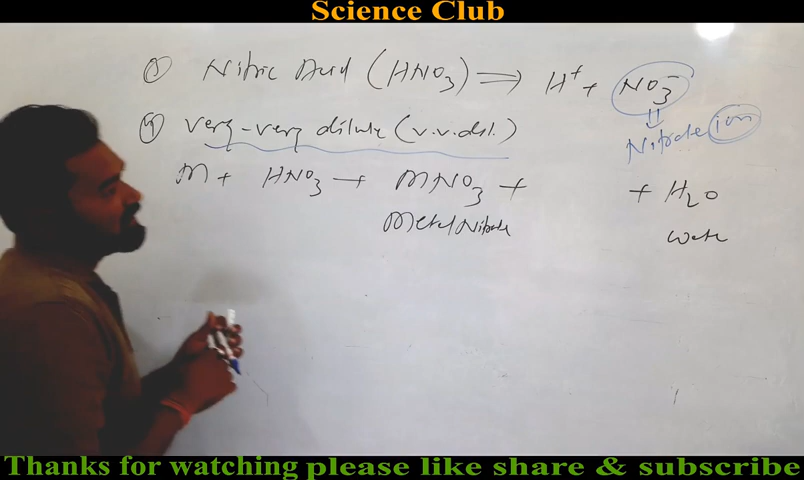 Science Club
① Nitric Acid (HNO₃) ⇒ H⁺ + NO₃⁻
Nitrate ion
④ very-very dilute (v.v.dil.)
M + HNO₃ → MNO₃ + + H₂O
Metal Nitrate Water
Thanks for watching please like share & subscribe